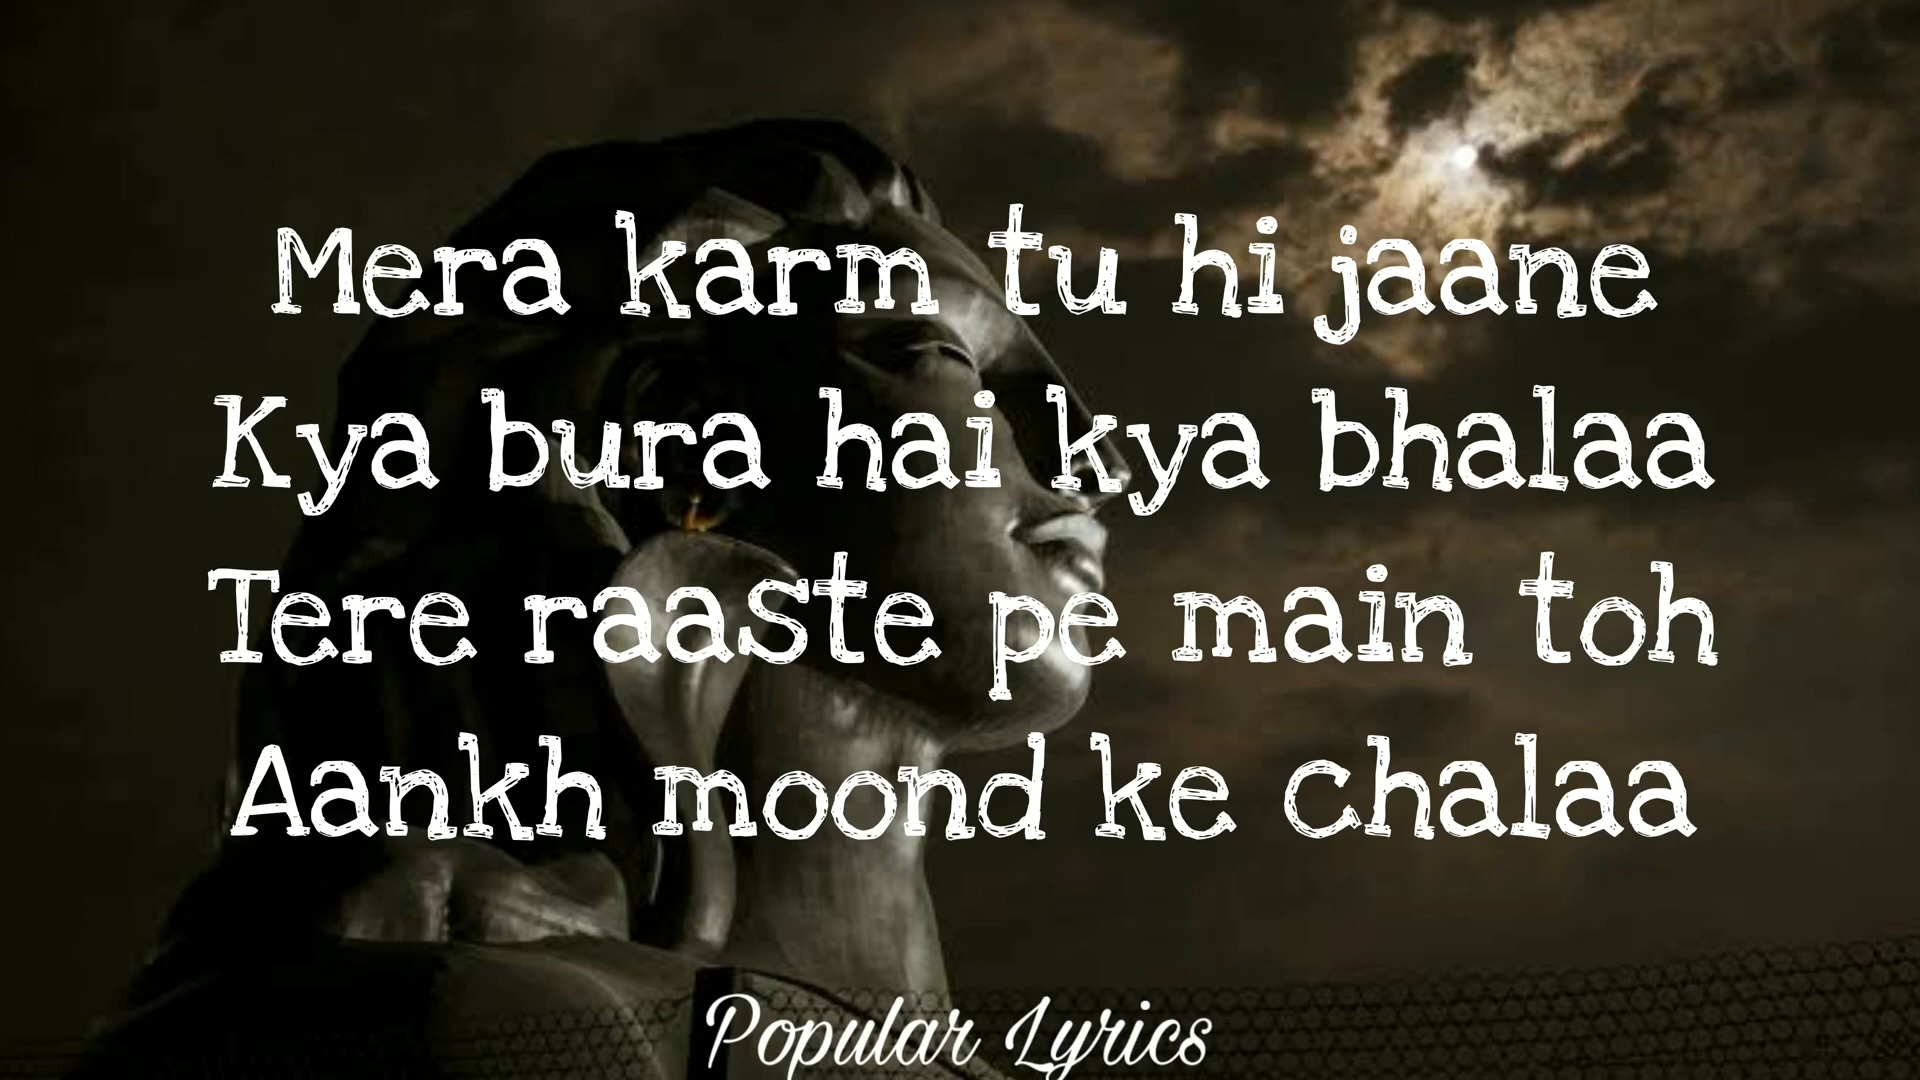 Mera karm tu hi jaane
Kya bura hai kya bhalaa
Tere raaste pe main toh
Aankh moond ke chalaa
Popular Lyrics